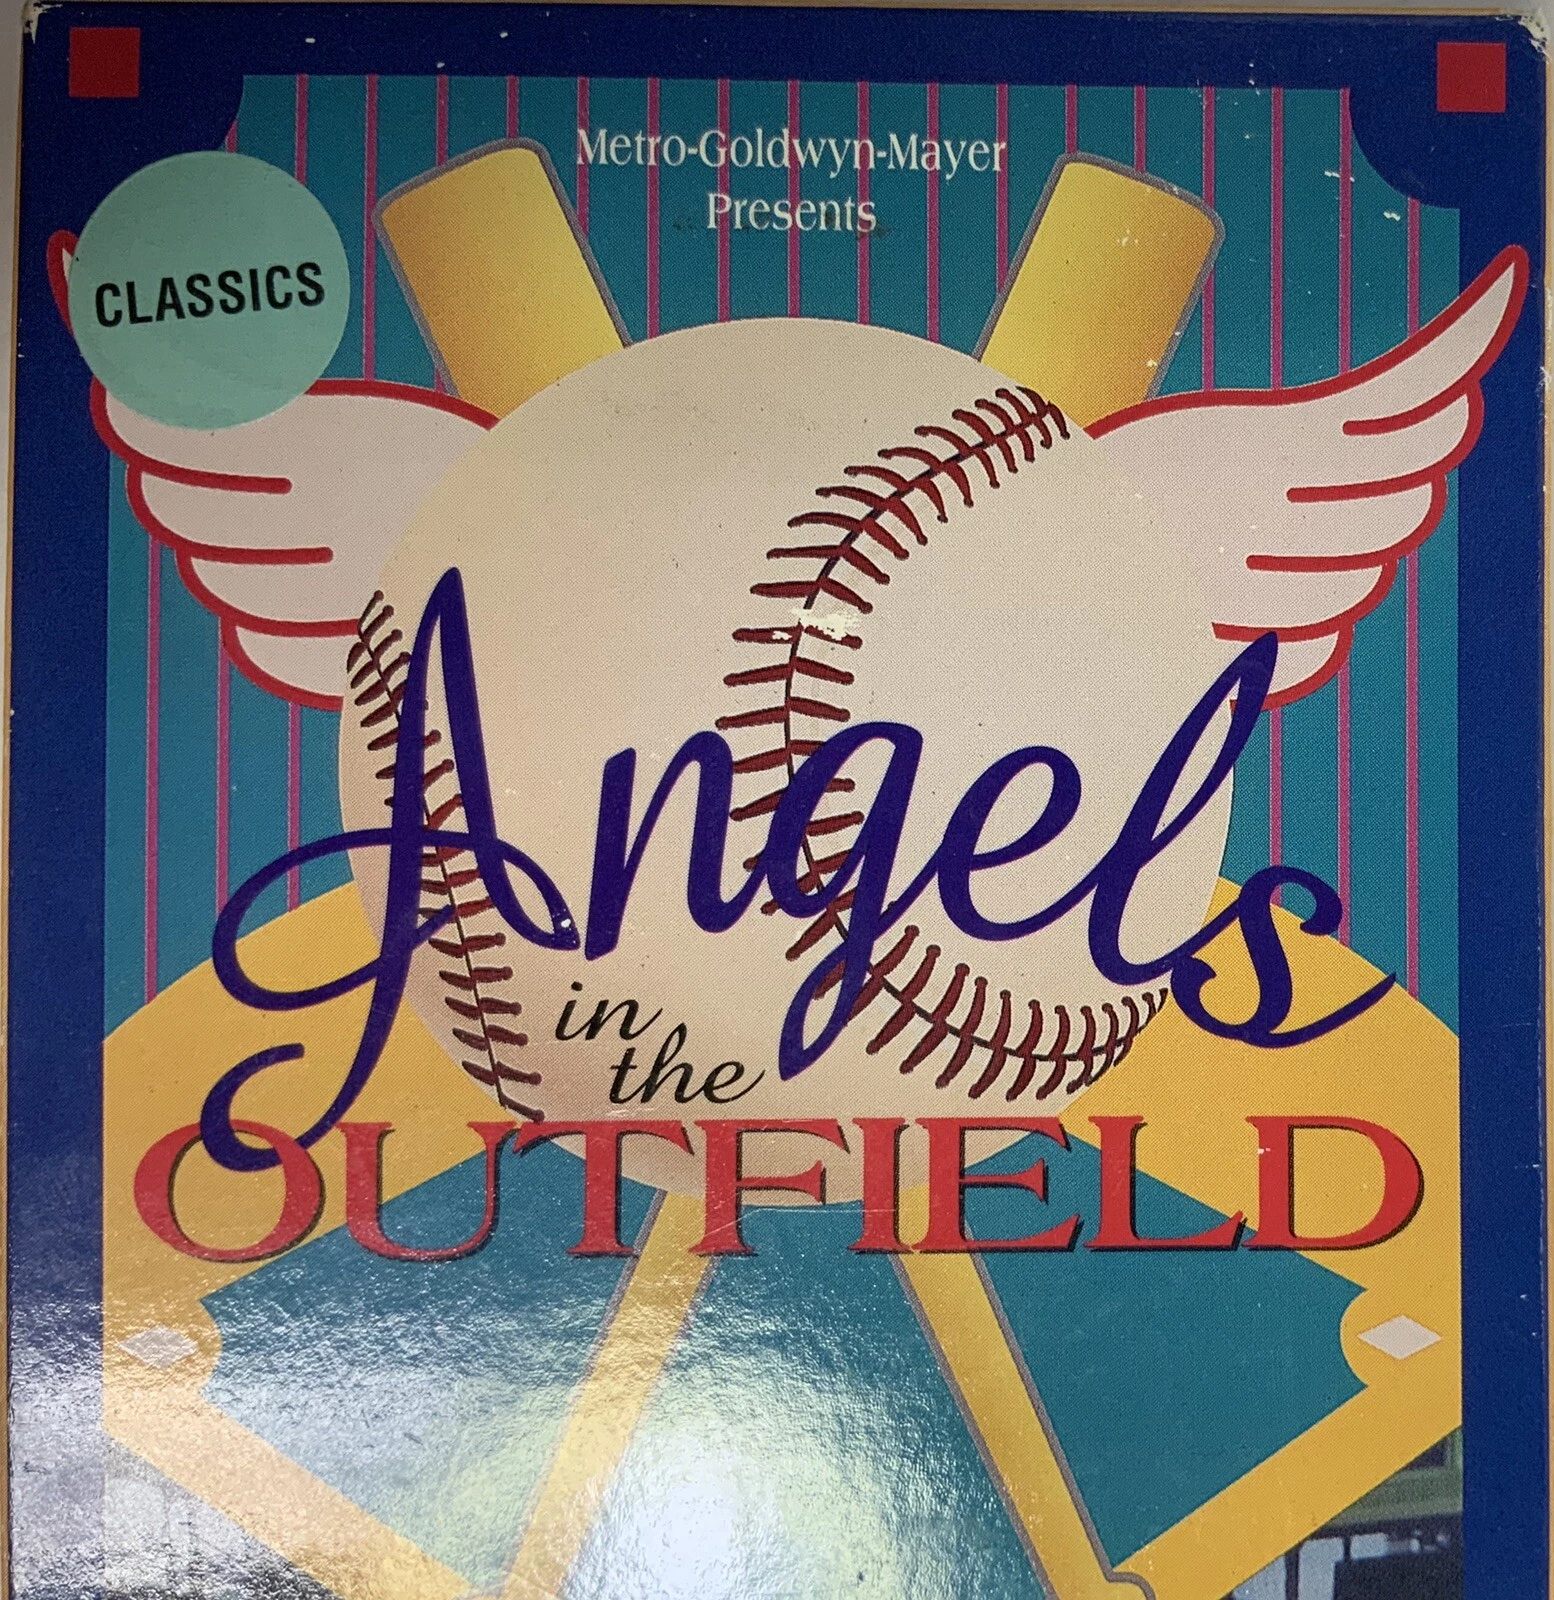 Metro-Goldwyn-Mayer
Presents
CLASSICS
Angels
in
the
OUTFIELD